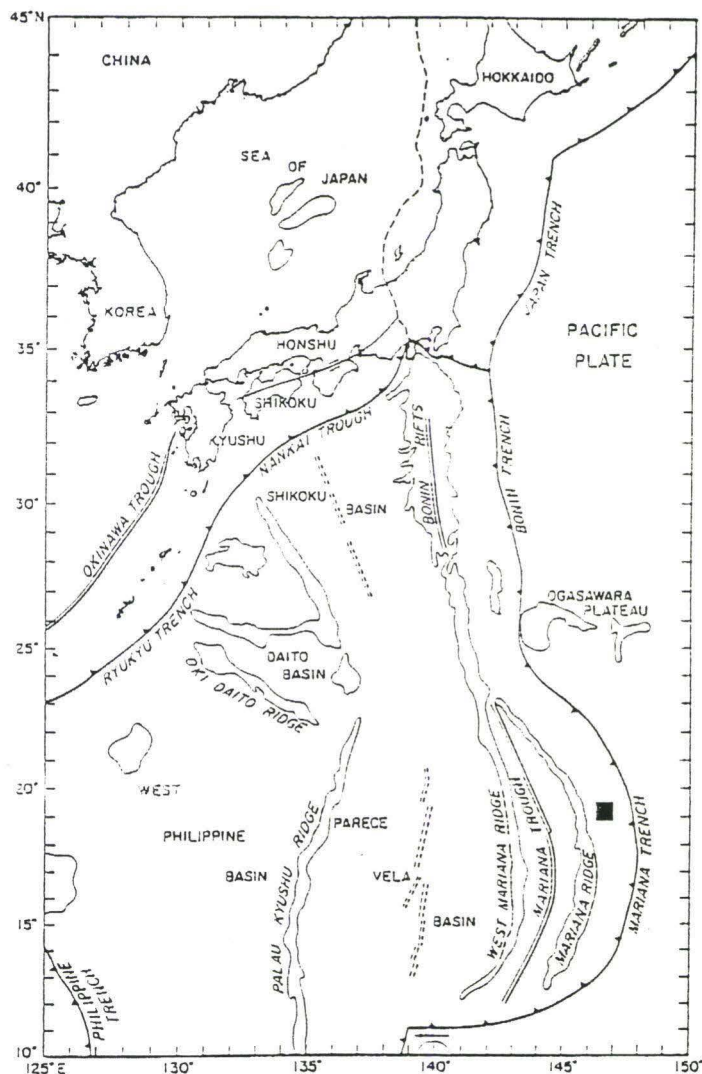 45°N
CHINA
HOKKAIDO
SEA
OF
JAPAN
40°
KOREA
JAPAN TRENCH
PACIFIC
PLATE
HONSHU
35°
SHIKOKU
KYUSHU
NANKAI TROUGH
OKINAWA TROUGH
SHIKOKU
BASIN
BONIN RIFTS
BONIN TRENCH
30°
RYUKYU TRENCH
OGASAWARA
PLATEAU
DAITO
BASIN
25°
OKI DAITO RIDGE
WEST
PHILIPPINE
BASIN
20°
PALAU KYUSHU RIDGE
PARECE
VELA
BASIN
WEST MARIANA RIDGE
MARIANA TROUGH
MARIANA RIDGE
MARIANA TRENCH
15°
PHILIPPINE
TRENCH
10°
125°E
130°
135°
140°
145°
150°